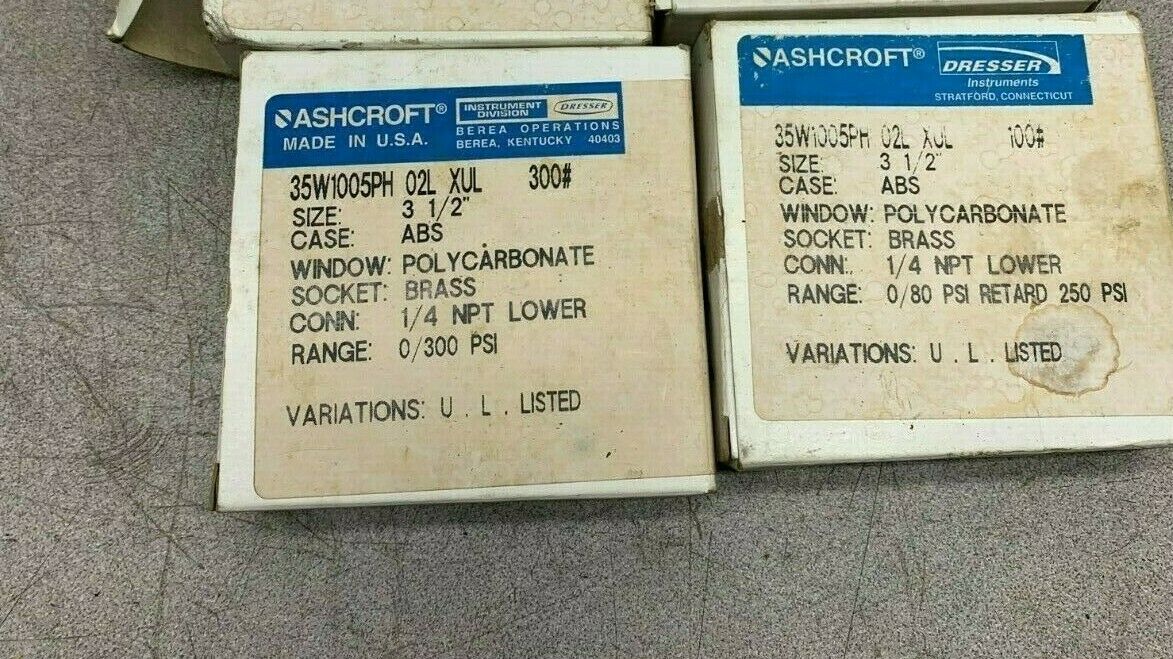 ASHCROFT®
MADE IN U.S.A.
INSTRUMENT DIVISION
DRESSER
BEREA OPERATIONS
BEREA, KENTUCKY 40403
35W1005PH 02L XUL 300#
SIZE: 3 1/2"
CASE: ABS
WINDOW: POLYCARBONATE
SOCKET: BRASS
CONN: 1/4 NPT LOWER
RANGE: 0/300 PSI
VARIATIONS: U . L . LISTED
ASHCROFT®
DRESSER
Instruments
STRATFORD, CONNECTICUT
35W1005PH 02L XUL 100#
SIZE: 3 1/2"
CASE: ABS
WINDOW: POLYCARBONATE
SOCKET: BRASS
CONN: 1/4 NPT LOWER
RANGE: 0/80 PSI RETARD 250 PSI
VARIATIONS: U . L . LISTED